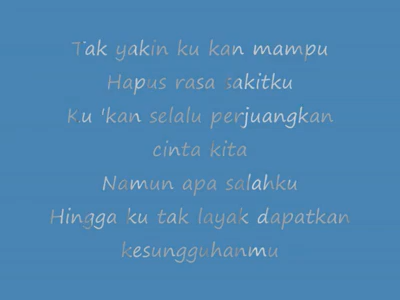 Tak yakin ku kan mampu
Hapus rasa sakitku
Ku 'kan selalu perjuangkan
cinta kita
Namun apa salahku
Hingga ku tak layak dapatkan
kesungguhanmu